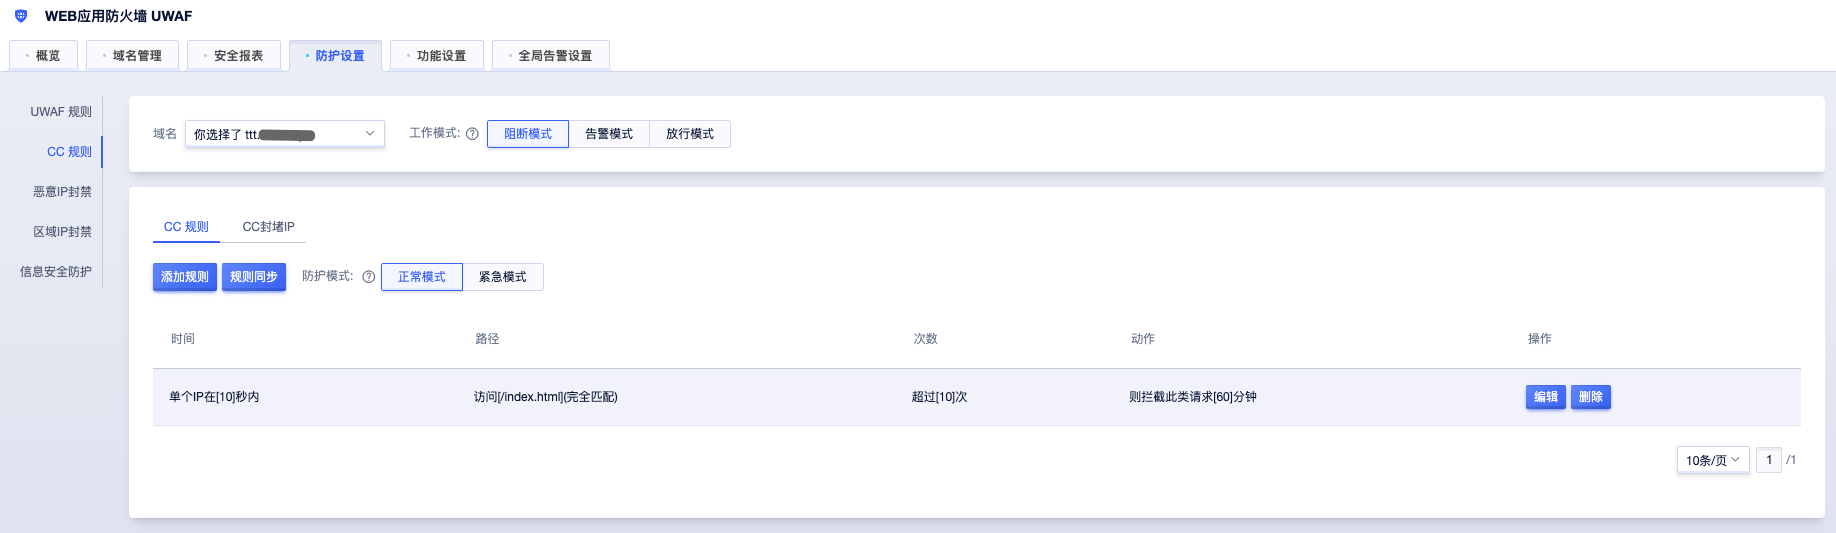 WEB应用防火墙 UWAF
概览 域名管理 安全报表 防护设置 功能设置 全局告警设置
UWAF 规则
CC 规则
恶意IP封禁
区域IP封禁
信息安全防护
域名 你选择了 ttt. 工作模式: 阻断模式 告警模式 放行模式
CC 规则 CC封堵IP
添加规则 规则同步 防护模式: 正常模式 紧急模式
时间 路径 次数 动作 操作
单个IP在[10]秒内 访问[/index.html](完全匹配) 超过[10]次 则拦截此类请求[60]分钟 编辑 删除
10条/页 1 /1